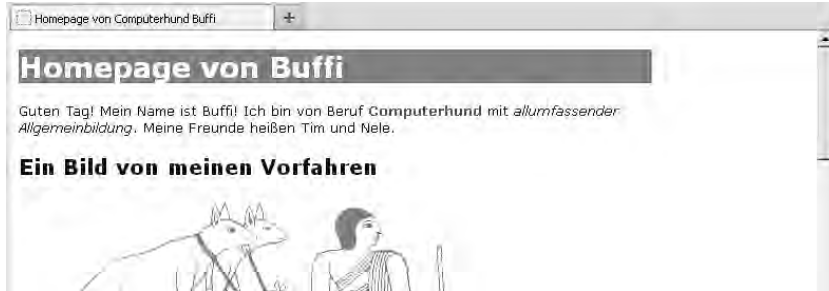 Homepage von Computerhund Buffi
Homepage von Buffi
Guten Tag! Mein Name ist Buffi! Ich bin von Beruf Computerhund mit allumfassender
Allgemeinbildung. Meine Freunde heißen Tim und Nele.
Ein Bild von meinen Vorfahren